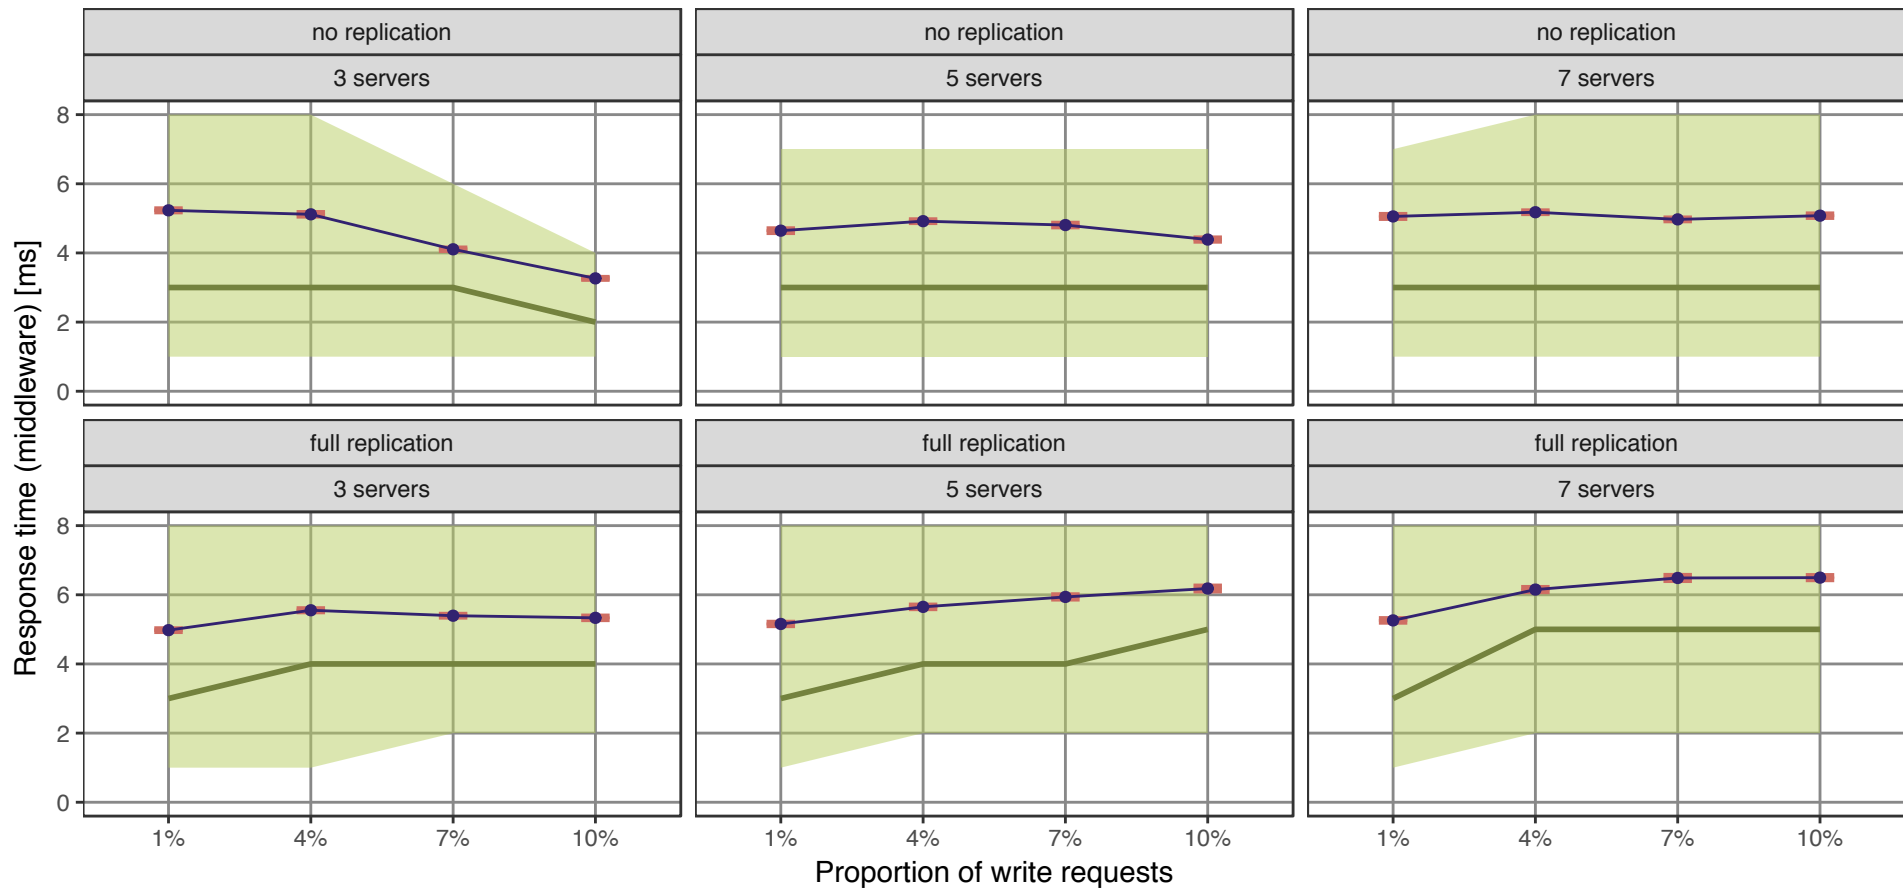 no replication
no replication
no replication
3 servers
5 servers
7 servers
8
6
4
2
0
full replication
full replication
full replication
3 servers
5 servers
7 servers
8
6
4
2
0
1% 4% 7% 10%
1% 4% 7% 10%
1% 4% 7% 10%
Proportion of write requests
Response time (middleware) [ms]